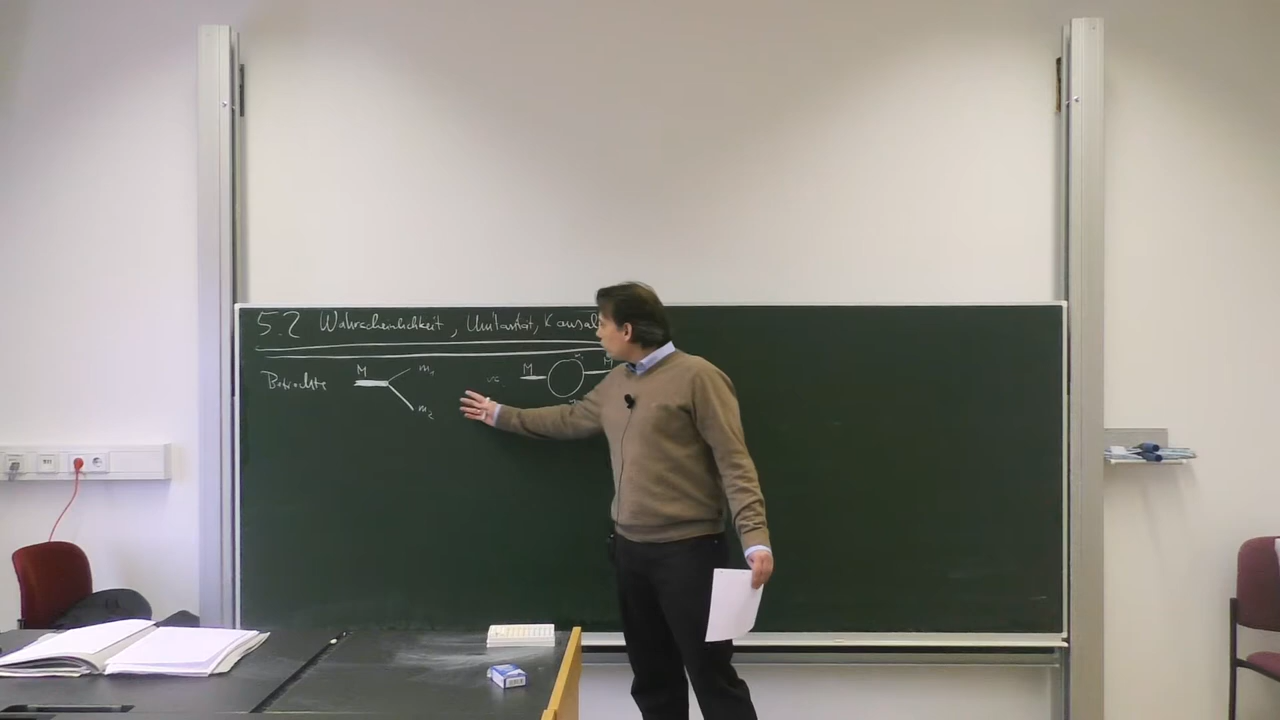 5.2 Wahrscheinlichkeit, Unitarität, Kausal
Betrachte M m₁ m₂ vs. M M